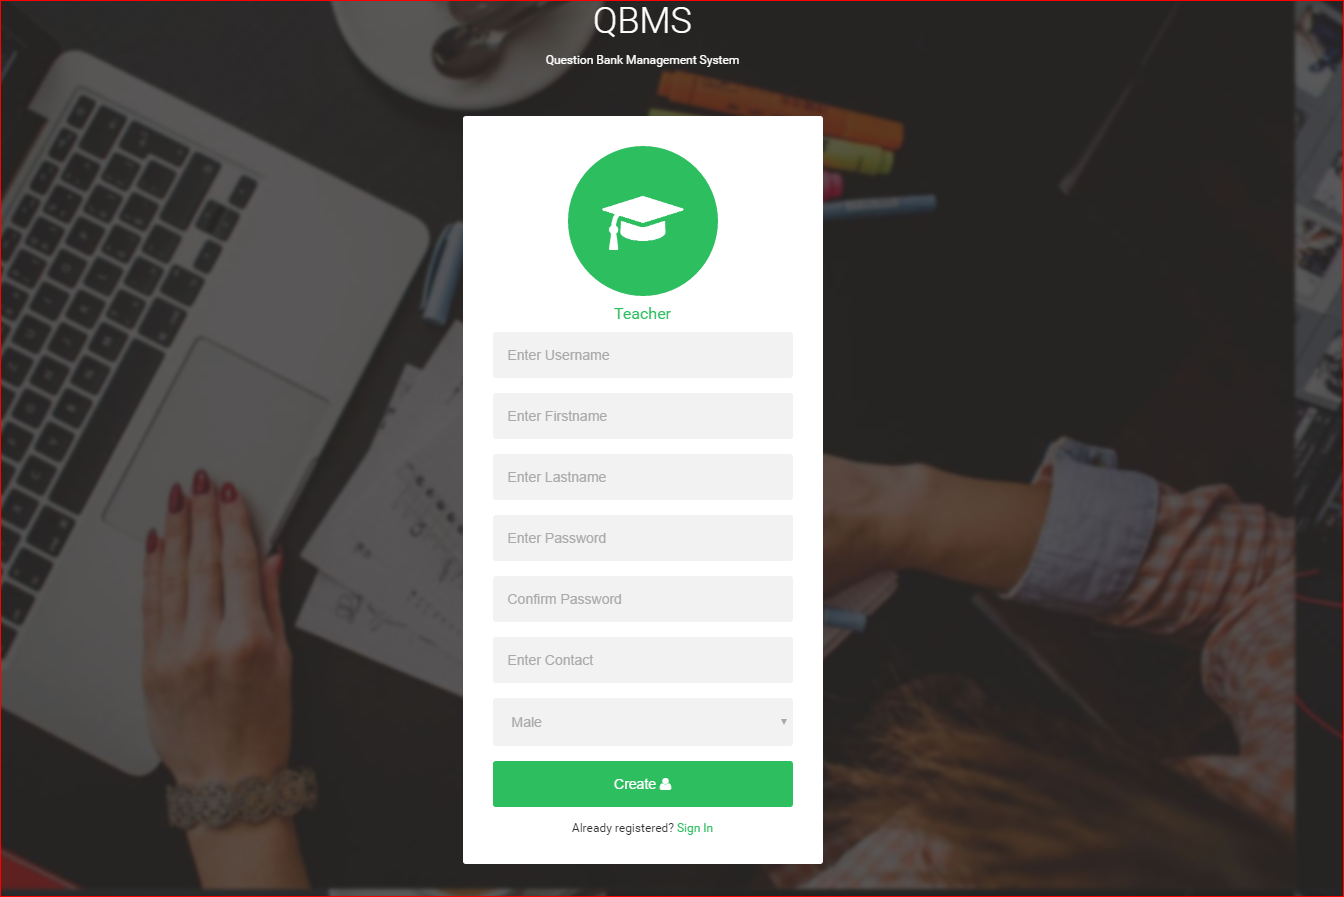 QBMS
Question Bank Management System
Teacher
Enter Username
Enter Firstname
Enter Lastname
Enter Password
Confirm Password
Enter Contact
Male
Create
Already registered? Sign In